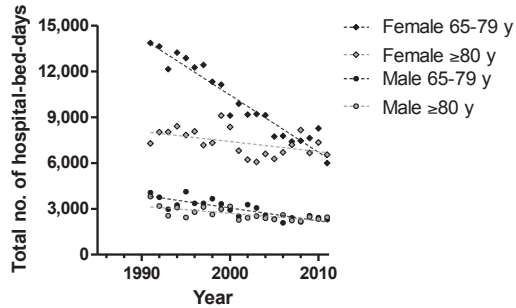 Total no. of hospital-bed-days
15,000
12,000
9,000
6,000
3,000
0
1990
2000
2010
Year
Female 65-79 y
Female ≥80 y
Male 65-79 y
Male ≥80 y